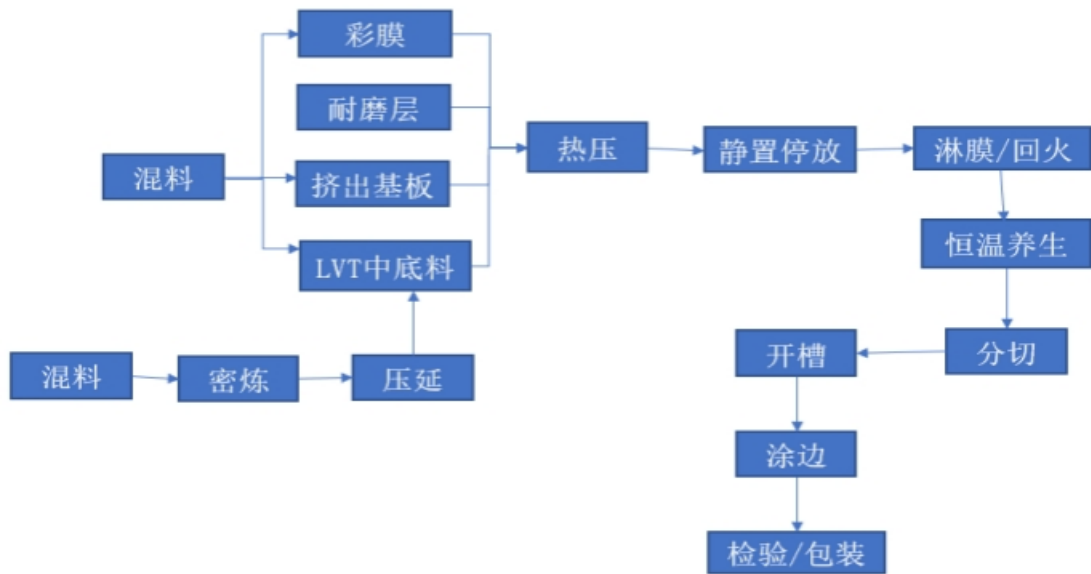 彩膜
耐磨层
混料
挤出基板
LVT中底料
热压
静置停放
淋膜/回火
恒温养生
混料
密炼
压延
开槽
分切
涂边
检验/包装